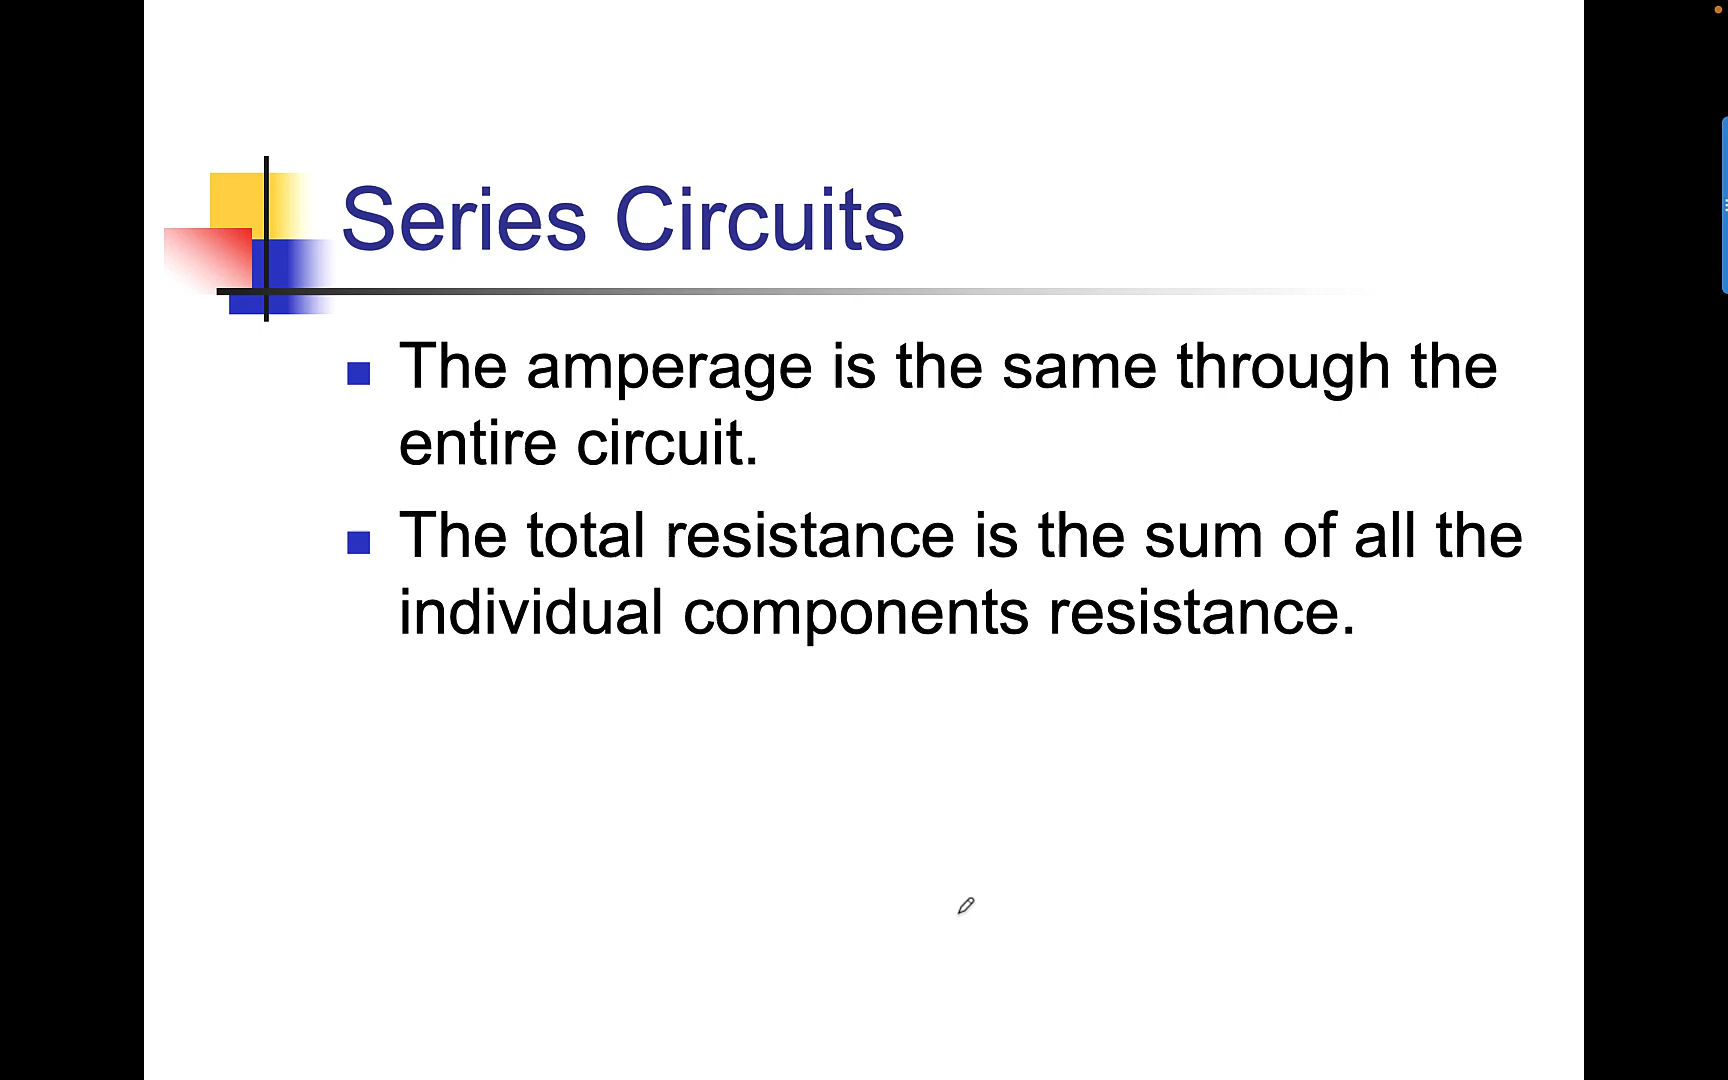 Series Circuits
The amperage is the same through the
entire circuit.
The total resistance is the sum of all the
individual components resistance.